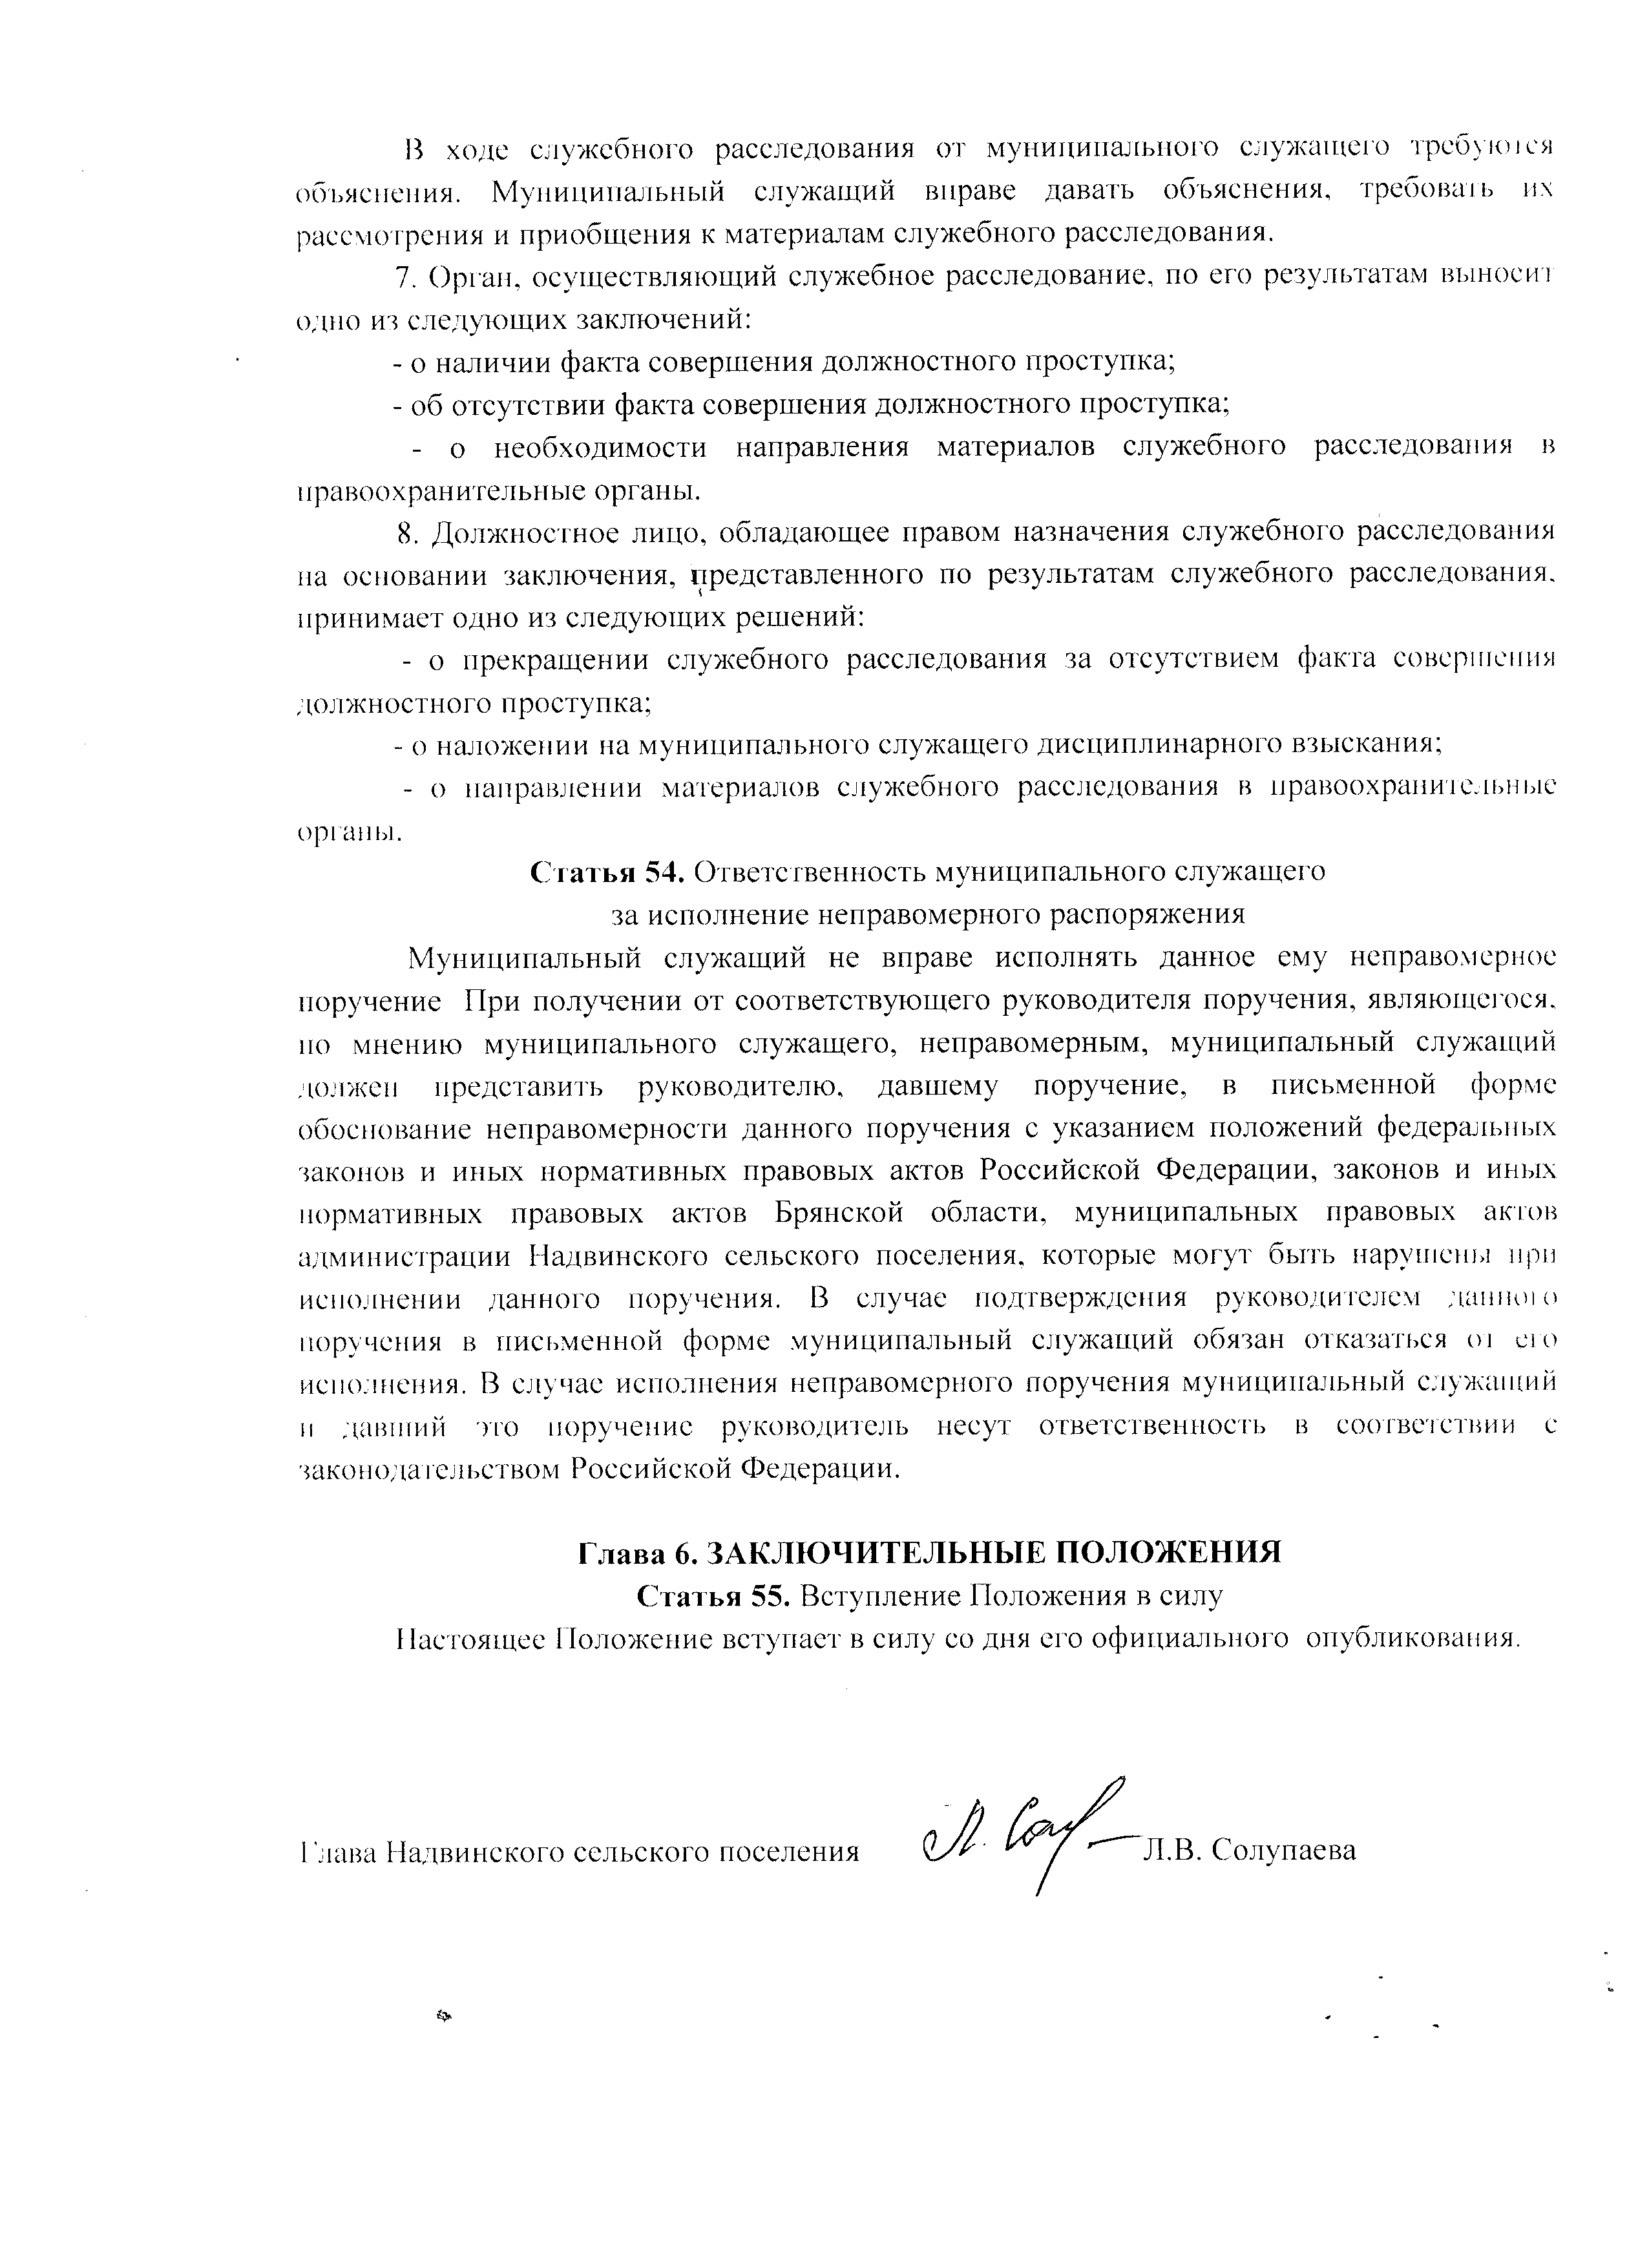 В ходе служебного расследования от муниципального служащего требуются
объяснения. Муниципальный служащий вправе давать объяснения, требовать их
рассмотрения и приобщения к материалам служебного расследования.
7. Орган, осуществляющий служебное расследование, по его результатам выносит
одно из следующих заключений:
- о наличии факта совершения должностного проступка;
- об отсутствии факта совершения должностного проступка;
- о необходимости направления материалов служебного расследования в
правоохранительные органы.
8. Должностное лицо, обладающее правом назначения служебного расследования
на основании заключения, представленного по результатам служебного расследования,
принимает одно из следующих решений:
- о прекращении служебного расследования за отсутствием факта совершения
должностного проступка;
- о наложении на муниципального служащего дисциплинарного взыскания;
- о направлении материалов служебного расследования в правоохранительные
органы.
Статья 54. Ответственность муниципального служащего
за исполнение неправомерного распоряжения
Муниципальный служащий не вправе исполнять данное ему неправомерное
поручение При получении от соответствующего руководителя поручения, являющегося,
по мнению муниципального служащего, неправомерным, муниципальный служащий
должен представить руководителю, давшему поручение, в письменной форме
обоснование неправомерности данного поручения с указанием положений федеральных
законов и иных нормативных правовых актов Российской Федерации, законов и иных
нормативных правовых актов Брянской области, муниципальных правовых актов
администрации Надвинского сельского поселения, которые могут быть нарушены при
исполнении данного поручения. В случае подтверждения руководителем данного
поручения в письменной форме муниципальный служащий обязан отказаться от его
исполнения. В случае исполнения неправомерного поручения муниципальный служащий
и давший это поручение руководитель несут ответственность в соответствии с
законодательством Российской Федерации.
Глава 6. ЗАКЛЮЧИТЕЛЬНЫЕ ПОЛОЖЕНИЯ
Статья 55. Вступление Положения в силу
Настоящее Положение вступает в силу со дня его официального опубликования.
Глава Надвинского сельского поселения Л.В. Солупаева